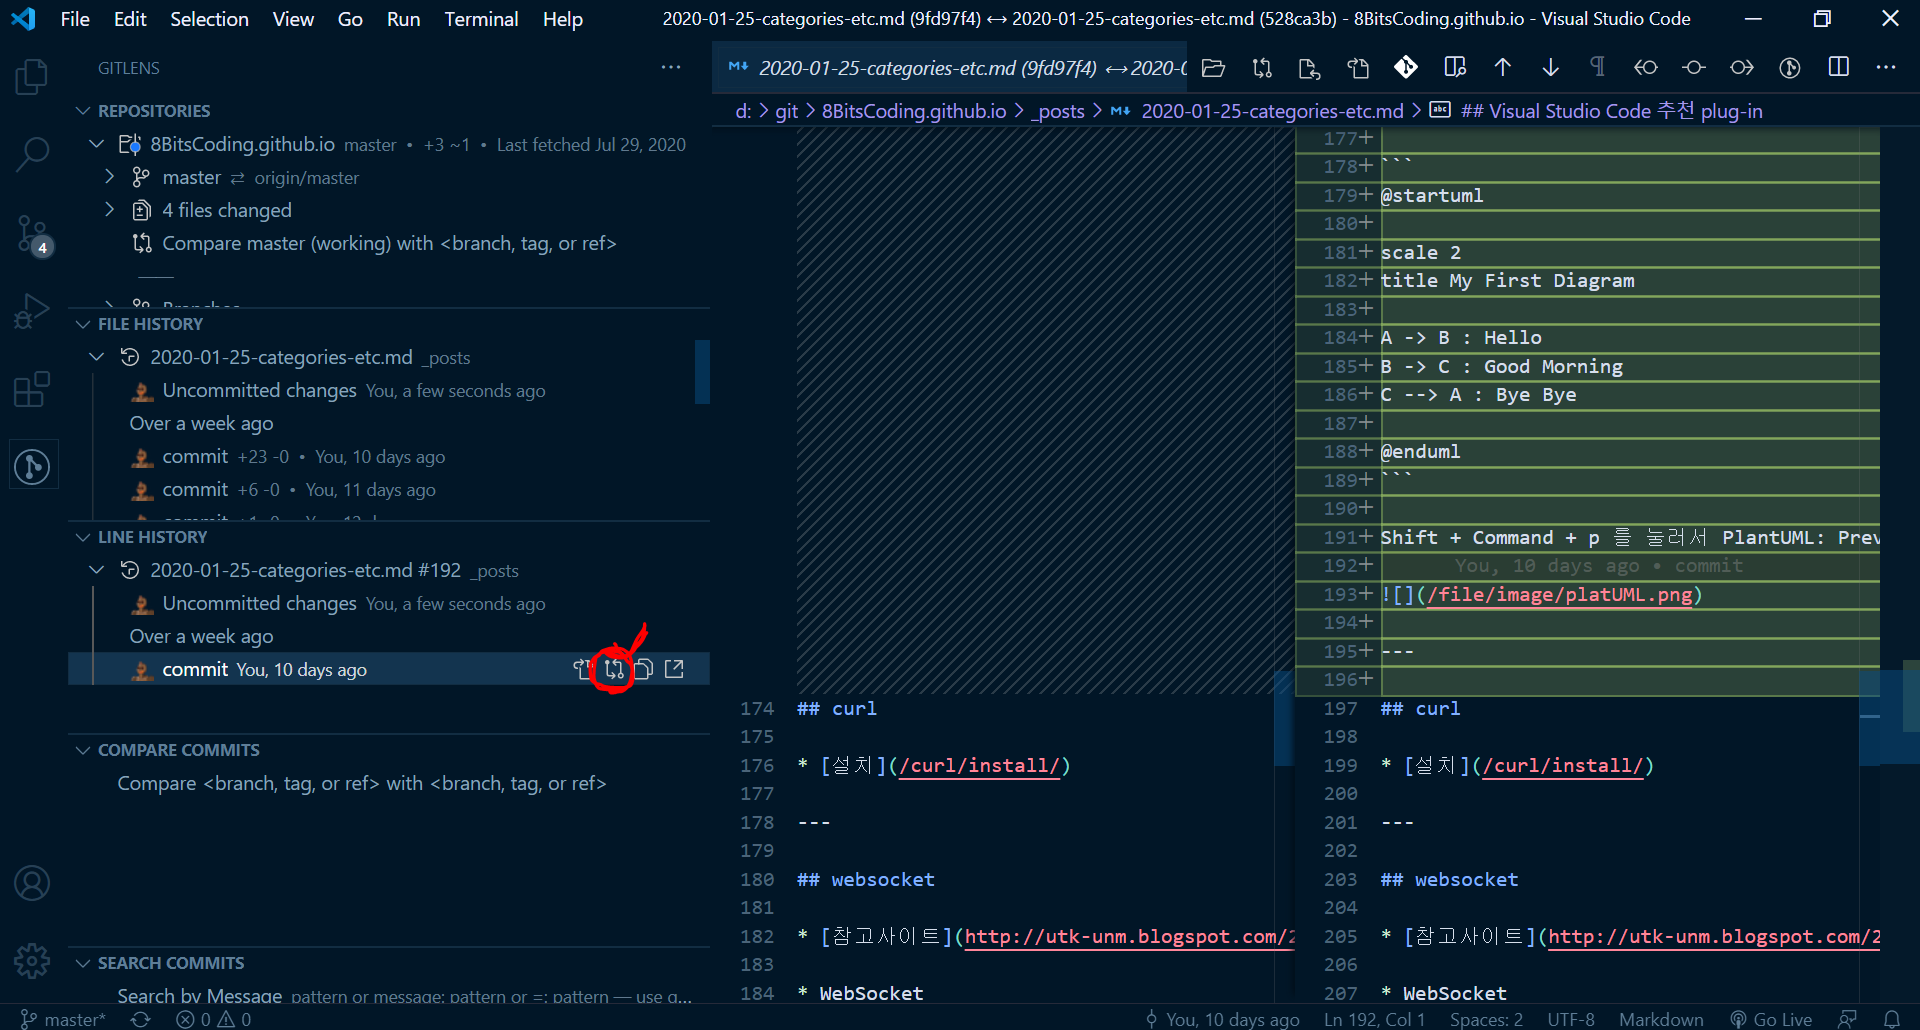 File Edit Selection View Go Run Terminal Help
2020-01-25-categories-etc.md (9fd97f4) ↔ 2020-01-25-categories-etc.md (528ca3b) - 8BitsCoding.github.io - Visual Studio Code
GITLENS
REPOSITORIES
8BitsCoding.github.io master • +3 ~1 • Last fetched Jul 29, 2020
master ⇄ origin/master
4 files changed
Compare master (working) with <branch, tag, or ref>
Branches
FILE HISTORY
2020-01-25-categories-etc.md _posts
Uncommitted changes You, a few seconds ago
Over a week ago
commit +23 -0 • You, 10 days ago
commit +6 -0 • You, 11 days ago
LINE HISTORY
2020-01-25-categories-etc.md #192 _posts
Uncommitted changes You, a few seconds ago
Over a week ago
commit You, 10 days ago
COMPARE COMMITS
Compare <branch, tag, or ref> with <branch, tag, or ref>
SEARCH COMMITS
Search by Message pattern or message: pattern or =: pattern — use q...
4
2020-01-25-categories-etc.md (9fd97f4) ↔ 2020-0
d: > git > 8BitsCoding.github.io > _posts > 2020-01-25-categories-etc.md > ## Visual Studio Code 추천 plug-in
174 ## curl
175
176 * [설치](/curl/install/)
177
178 ---
179
180 ## websocket
181
182 * [참고사이트](http://utk-unm.blogspot.com/2
183
184 * WebSocket
177+
178+ ```
179+ @startuml
180+
181+ scale 2
182+ title My First Diagram
183+
184+ A -> B : Hello
185+ B -> C : Good Morning
186+ C --> A : Bye Bye
187+
188+ @enduml
189+ ```
190+
191+ Shift + Command + p 를 눌러서 PlantUML: Prev
192+ You, 10 days ago • commit
193+ ![](/file/image/platUML.png)
194+
195+ ---
196+
197 ## curl
198
199 * [설치](/curl/install/)
200
201 ---
202
203 ## websocket
204
205 * [참고사이트](http://utk-unm.blogspot.com/2
206
207 * WebSocket
master* 0 0 You, 10 days ago Ln 192, Col 1 Spaces: 2 UTF-8 Markdown Go Live